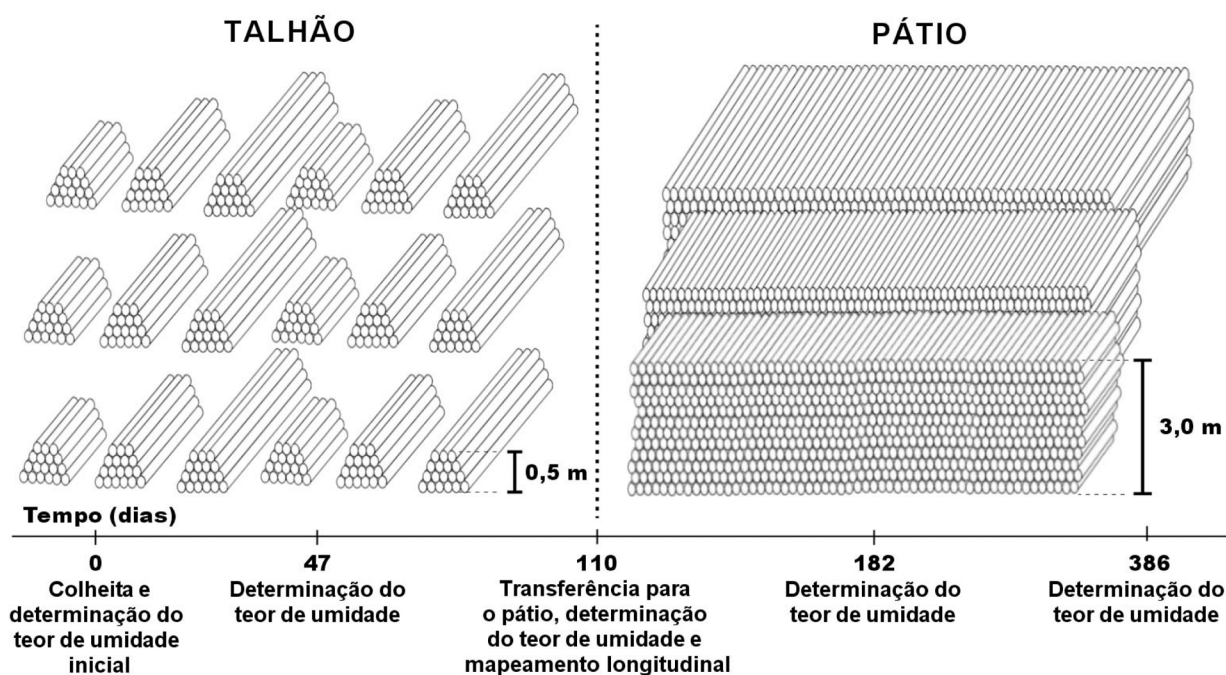 TALHÃO
PÁTIO
0,5 m
3,0 m
Tempo (dias)
0
47
110
182
386
Colheita e
determinação do
teor de umidade
inicial
Determinação do
teor de umidade
Transferência para
o pátio, determinação
do teor de umidade e
mapeamento longitudinal
Determinação do
teor de umidade
Determinação do
teor de umidade